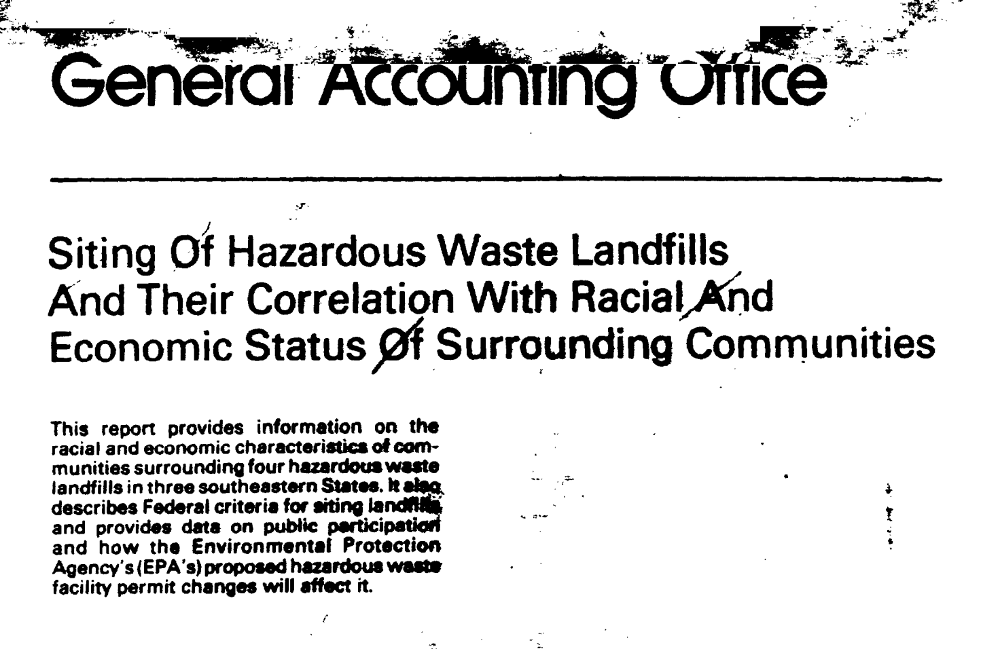 General Accounting Office
Siting Of Hazardous Waste Landfills
And Their Correlation With Racial And
Economic Status Of Surrounding Communities
This report provides information on the
racial and economic characteristics of com-
munities surrounding four hazardous waste
landfills in three southeastern States. It also
describes Federal criteria for siting landfills
and provides data on public participation
and how the Environmental Protection
Agency's (EPA's) proposed hazardous waste
facility permit changes will affect it.